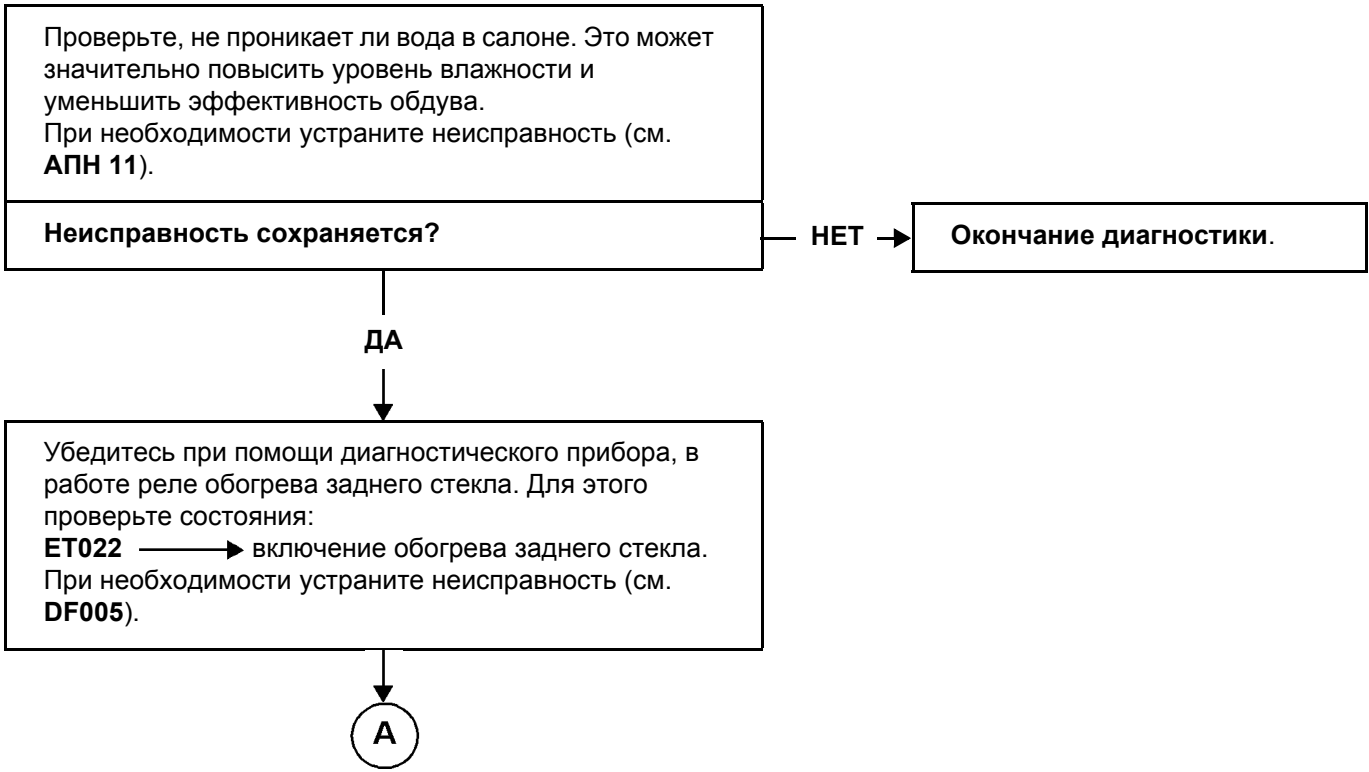 Проверьте, не проникает ли вода в салоне. Это может
значительно повысить уровень влажности и
уменьшить эффективность обдува.
При необходимости устраните неисправность (см.
АПН 11).
Неисправность сохраняется?
НЕТ
Окончание диагностики.
ДА
Убедитесь при помощи диагностического прибора, в
работе реле обогрева заднего стекла. Для этого
проверьте состояния:
ET022 включение обогрева заднего стекла.
При необходимости устраните неисправность (см.
DF005).
A